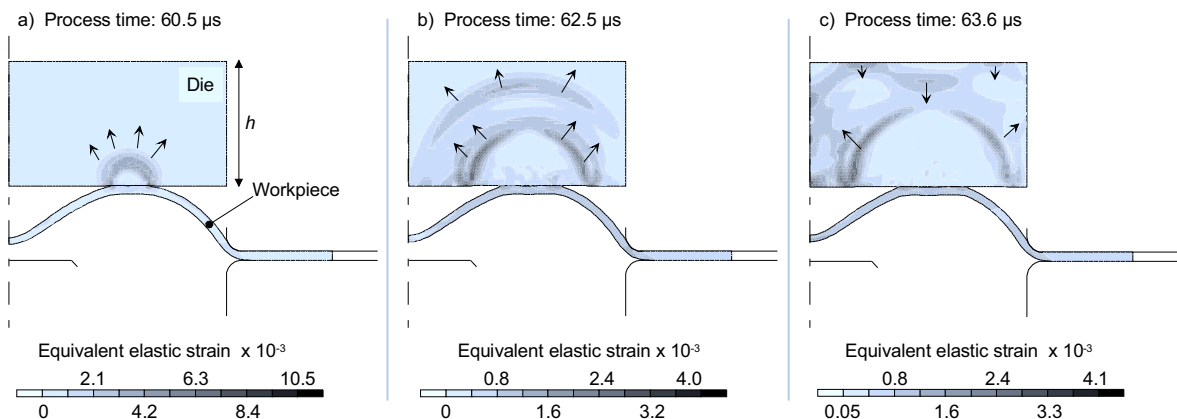 a) Process time: 60.5 µs
b) Process time: 62.5 µs
c) Process time: 63.6 µs
Die
h
Workpiece
Equivalent elastic strain x 10⁻³
2.1 6.3 10.5
0 4.2 8.4
Equivalent elastic strain x 10⁻³
0.8 2.4 4.0
0 1.6 3.2
Equivalent elastic strain x 10⁻³
0.8 2.4 4.1
0.05 1.6 3.3